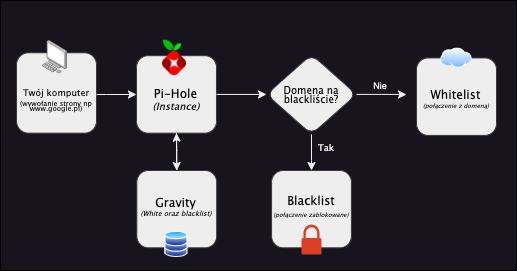 Twój komputer
(wywołanie strony np
www.google.pl)
Pi-Hole
(Instance)
Domena na
blackliście?
Nie
Whitelist
(połączenie z domeną)
Tak
Gravity
(White oraz blacklist)
Blacklist
(połączenie zablokowane)